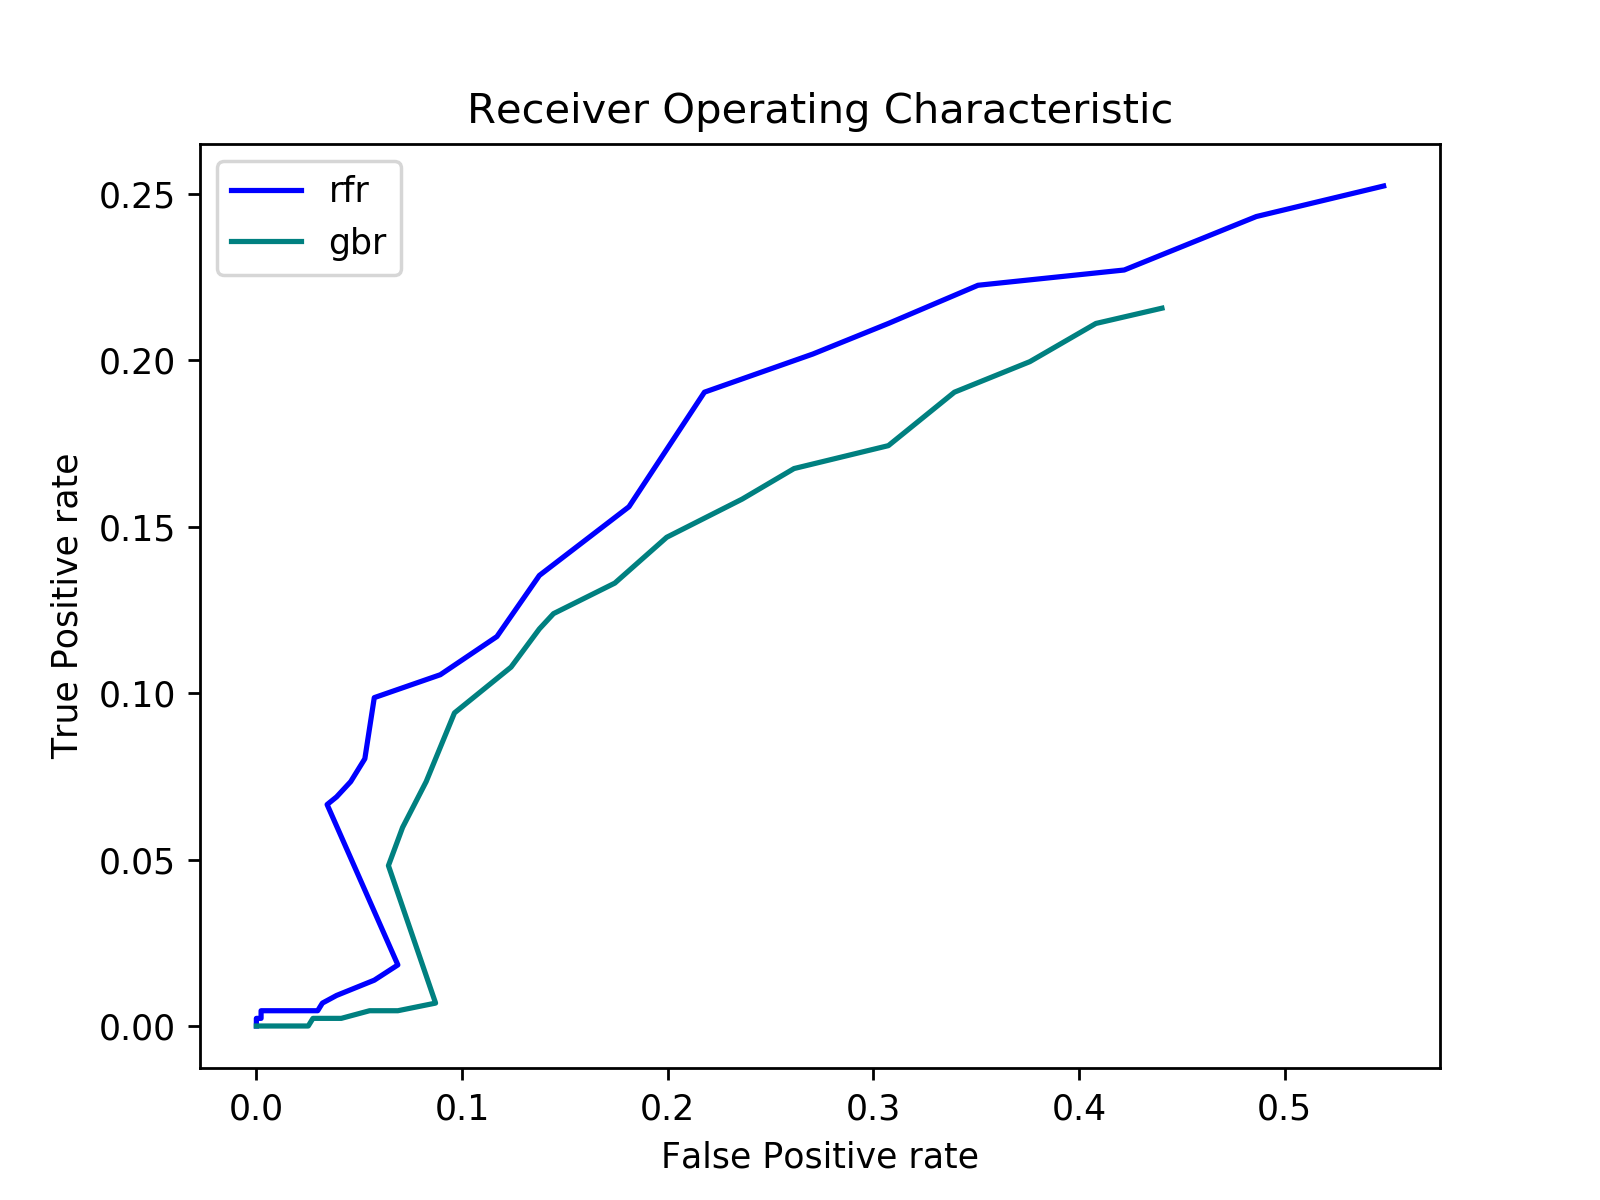 Receiver Operating Characteristic
rfr
gbr
0.25
0.20
0.15
0.10
0.05
0.00
True Positive rate
0.0 0.1 0.2 0.3 0.4 0.5
False Positive rate